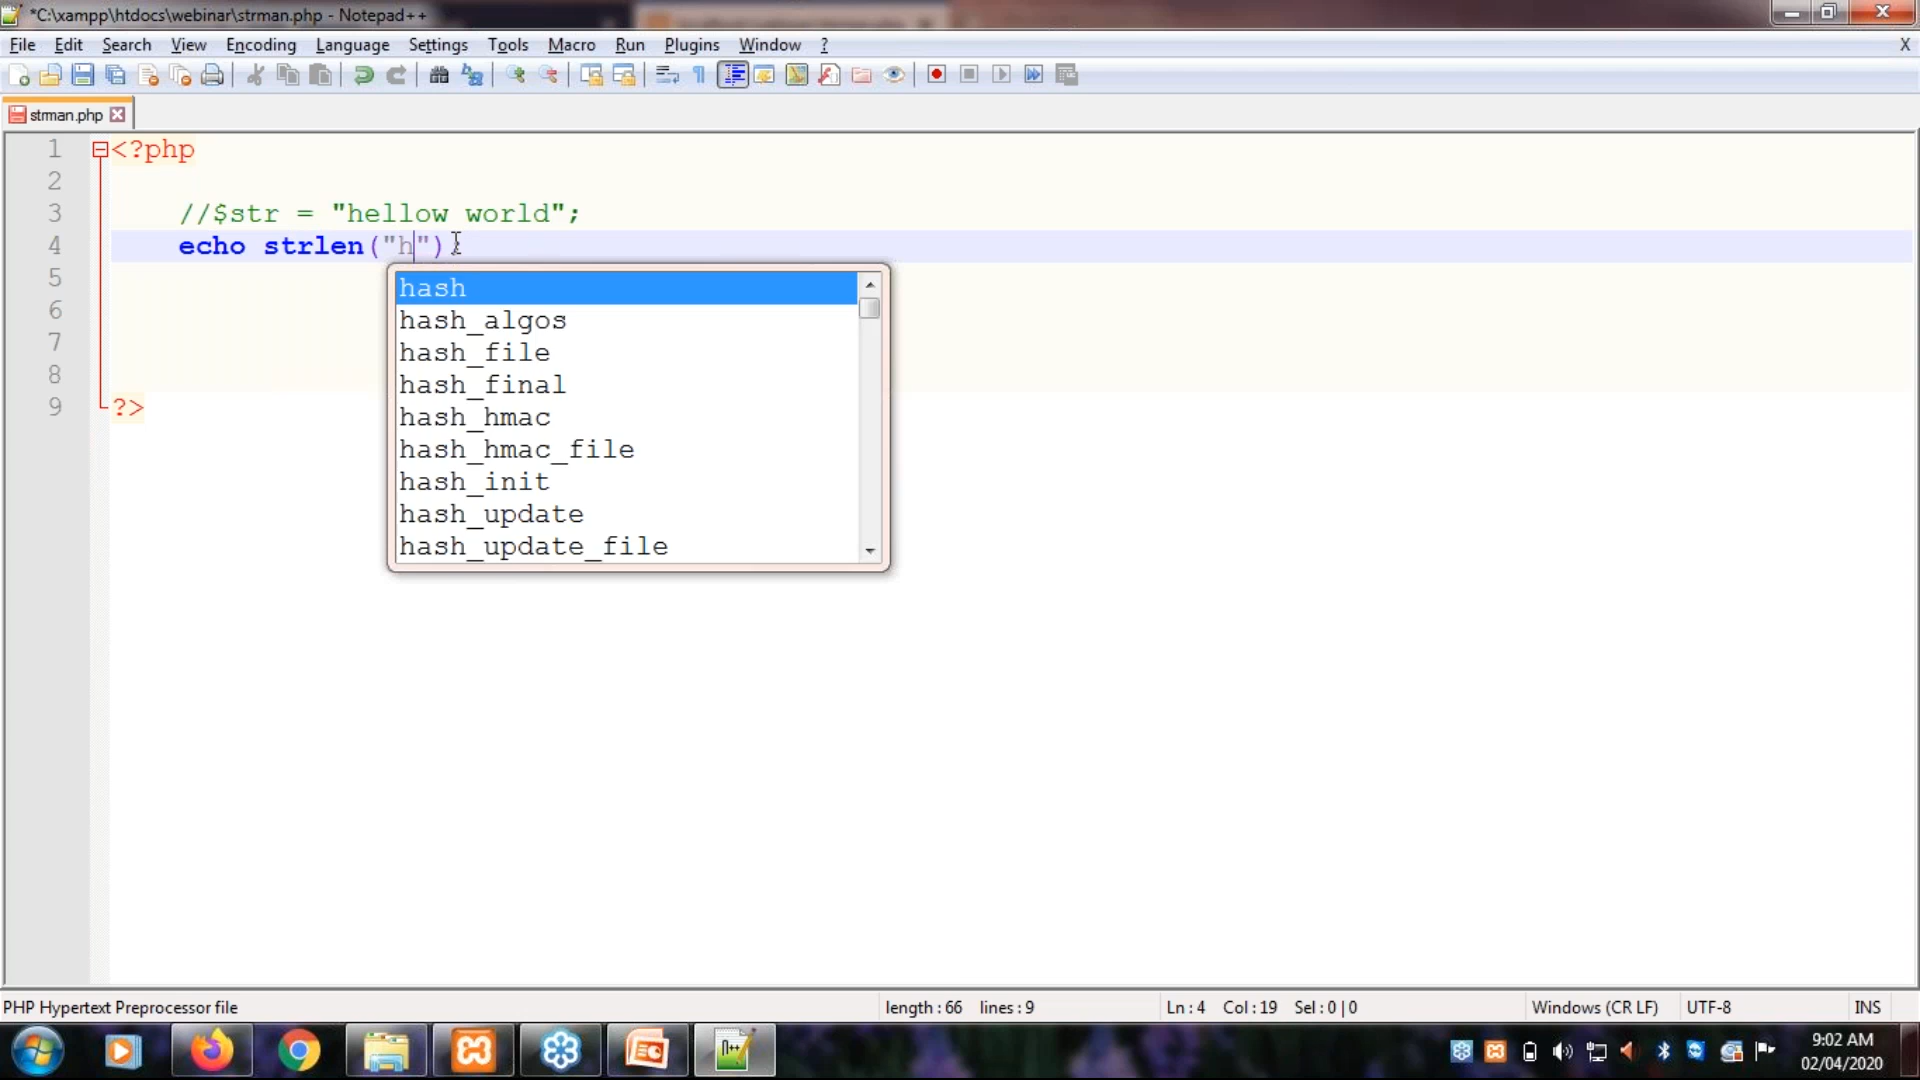 *C:\xampp\htdocs\webinar\strman.php - Notepad++
File Edit Search View Encoding Language Settings Tools Macro Run Plugins Window ? X
strman.php
1 <?php
2
3 //$str = "hellow world";
4 echo strlen("h")
5
6
7
8
9 ?>
hash
hash_algos
hash_file
hash_final
hash_hmac
hash_hmac_file
hash_init
hash_update
hash_update_file
PHP Hypertext Preprocessor file length : 66 lines : 9 Ln : 4 Col : 19 Sel : 0 | 0 Windows (CR LF) UTF-8 INS
9:02 AM
02/04/2020